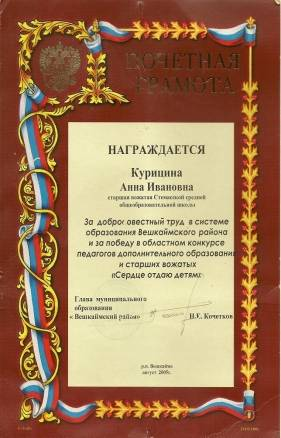 ПОЧЕТНАЯ
ГРАМОТА
НАГРАЖДАЕТСЯ
Курицина
Анна Ивановна
старшая вожатая Стемасской средней
общеобразовательной школы
За добросовестный труд в системе
образования Вешкаймского района
и за победу в областном конкурсе
педагогов дополнительного образования
и старших вожатых
«Сердце отдаю детям»
Глава муниципального
образования
« Вешкаймский район»
Н.Е. Кочетков
р.п. Вешкайма
август 2005г.